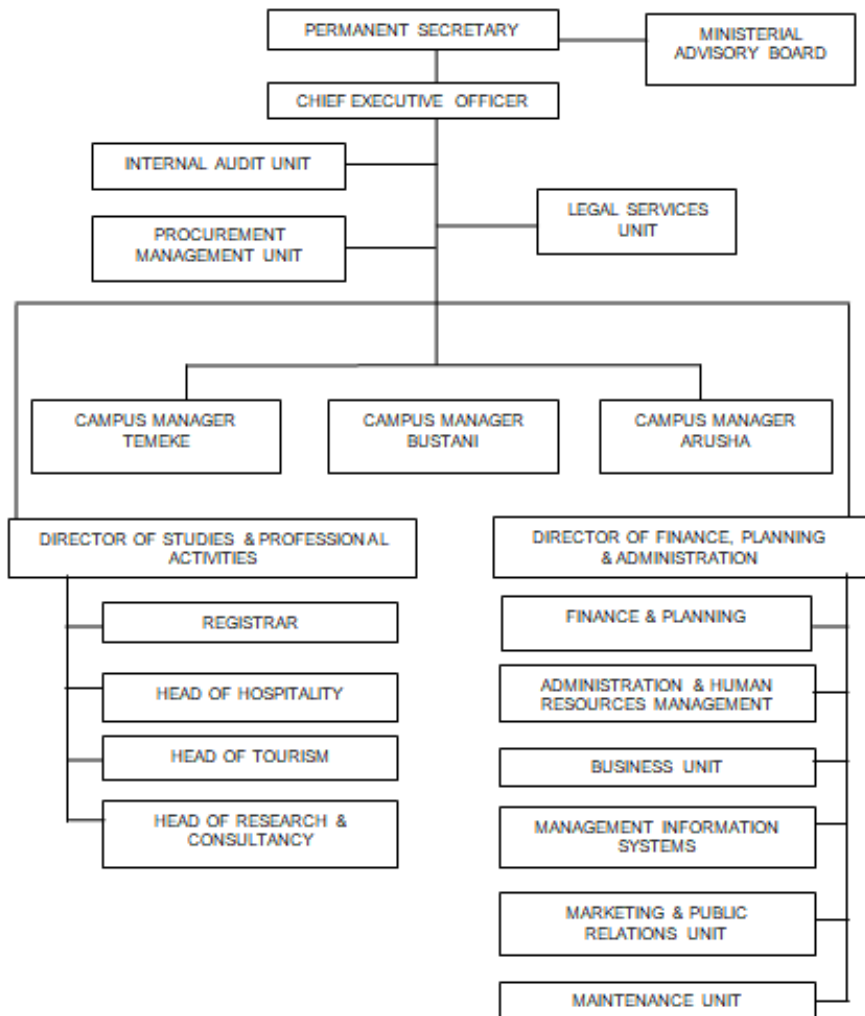 PERMANENT SECRETARY
MINISTERIAL
ADVISORY BOARD
CHIEF EXECUTIVE OFFICER
INTERNAL AUDIT UNIT
LEGAL SERVICES
UNIT
PROCUREMENT
MANAGEMENT UNIT
CAMPUS MANAGER
TEMEKE
CAMPUS MANAGER
BUSTANI
CAMPUS MANAGER
ARUSHA
DIRECTOR OF STUDIES & PROFESSIONAL
ACTIVITIES
REGISTRAR
HEAD OF HOSPITALITY
HEAD OF TOURISM
HEAD OF RESEARCH &
CONSULTANCY
DIRECTOR OF FINANCE, PLANNING
& ADMINISTRATION
FINANCE & PLANNING
ADMINISTRATION & HUMAN
RESOURCES MANAGEMENT
BUSINESS UNIT
MANAGEMENT INFORMATION
SYSTEMS
MARKETING & PUBLIC
RELATIONS UNIT
MAINTENANCE UNIT